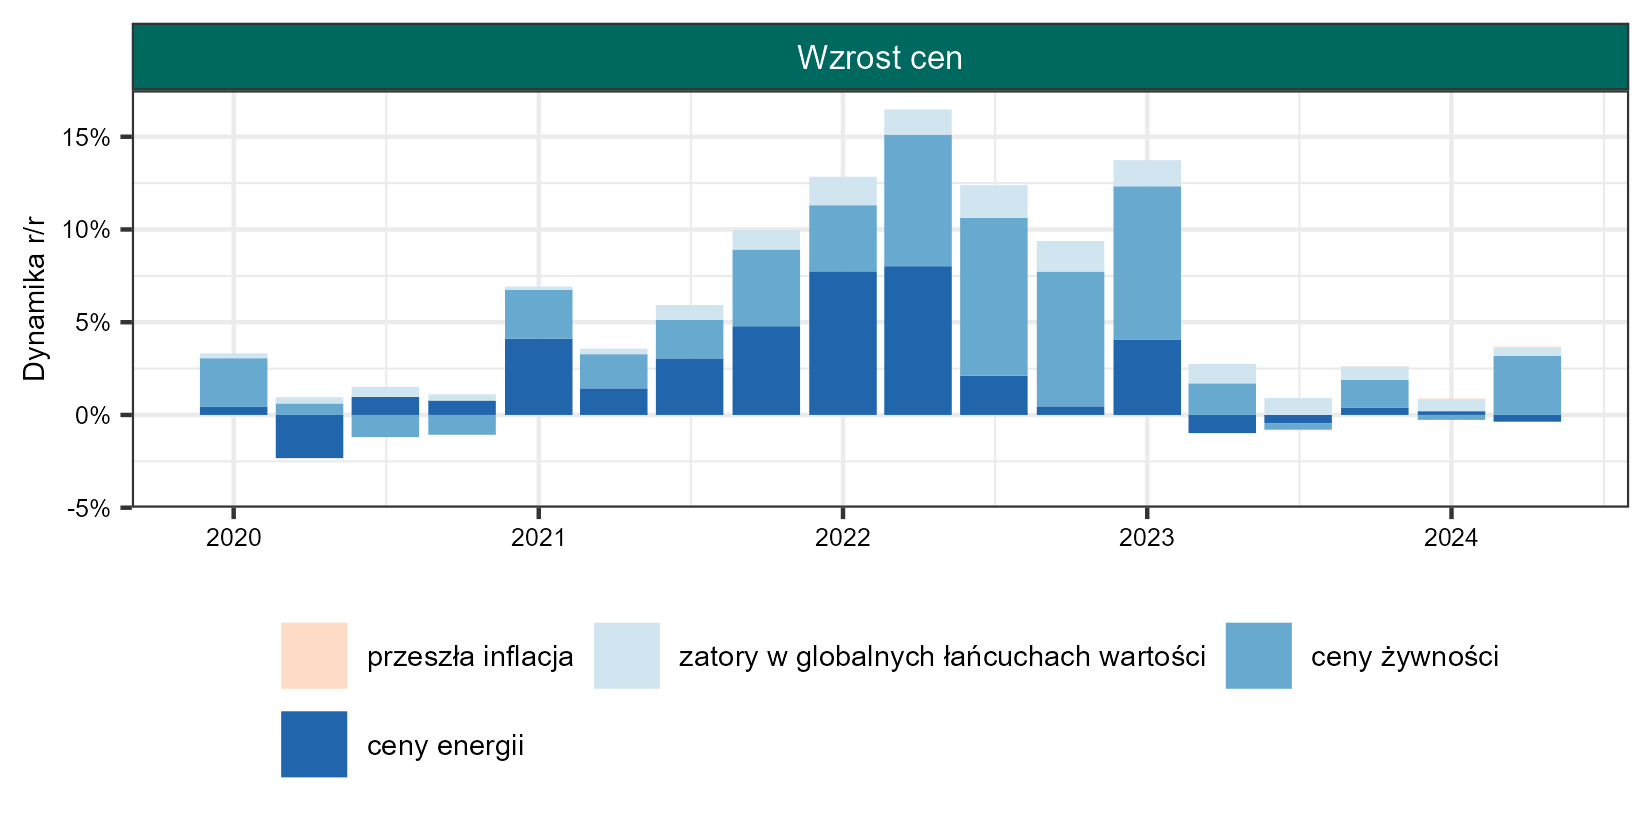 Wzrost cen
Dynamika r/r
15%
10%
5%
0%
-5%
2020 2021 2022 2023 2024
przeszła inflacja zatory w globalnych łańcuchach wartości ceny żywności
ceny energii